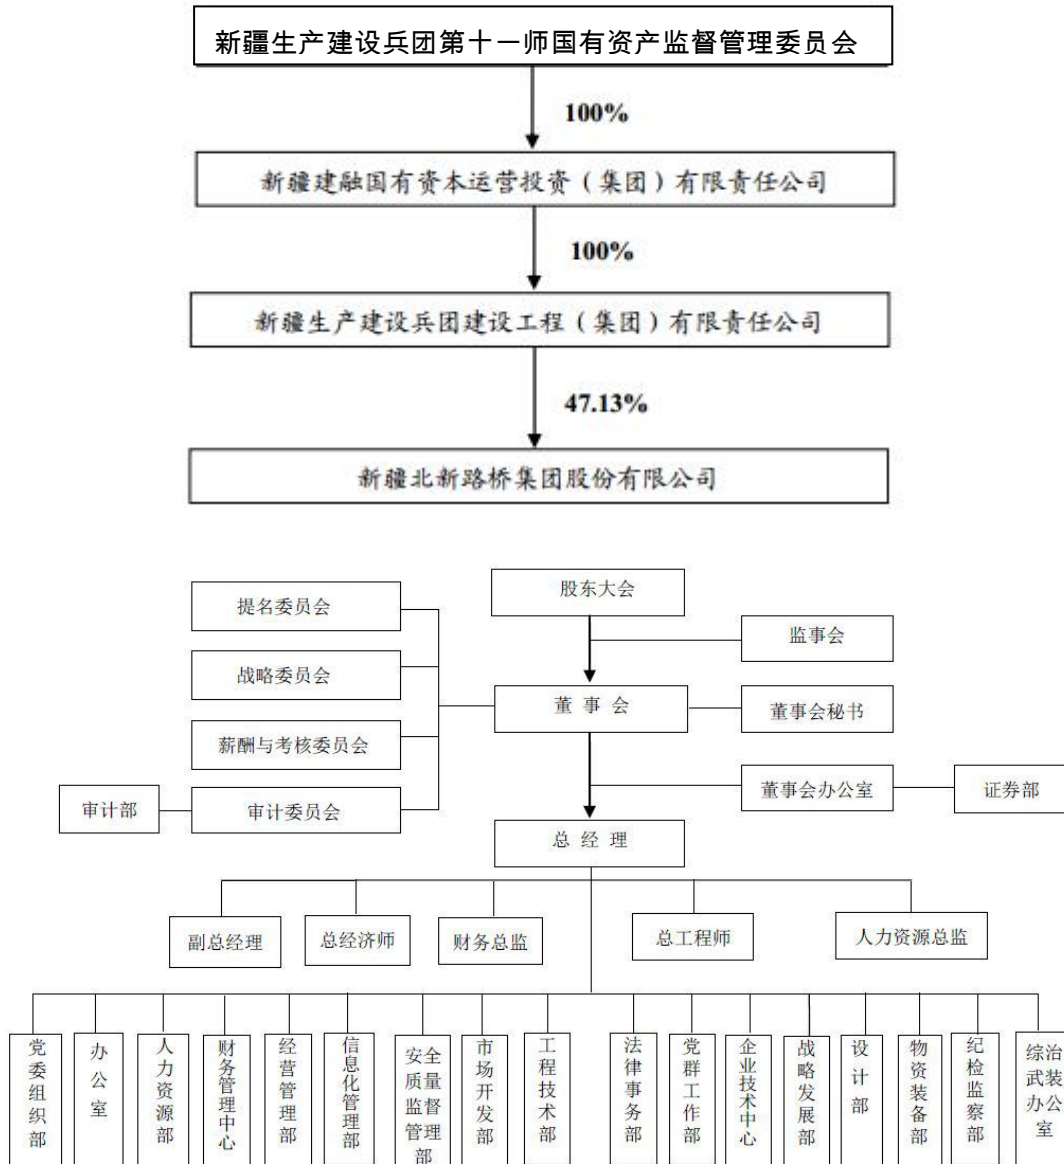 新疆生产建设兵团第十一师国有资产监督管理委员会
100%
新疆建融国有资本运营投资（集团）有限责任公司
100%
新疆生产建设兵团建设工程（集团）有限责任公司
47.13%
新疆北新路桥集团股份有限公司
股东大会
提名委员会
监事会
战略委员会
董事会
董事会秘书
薪酬与考核委员会
审计部
审计委员会
董事会办公室
证券部
总经理
副总经理
总经济师
财务总监
总工程师
人力资源总监
党委组织部
办公室
人力资源部
财务管理中心
经营管理部
信息化管理部
安全质量监督管理部
市场开发部
工程技术部
法律事务部
党群工作部
企业技术中心
战略发展部
设计部
物资装备部
纪检监察部
综治武装办公室